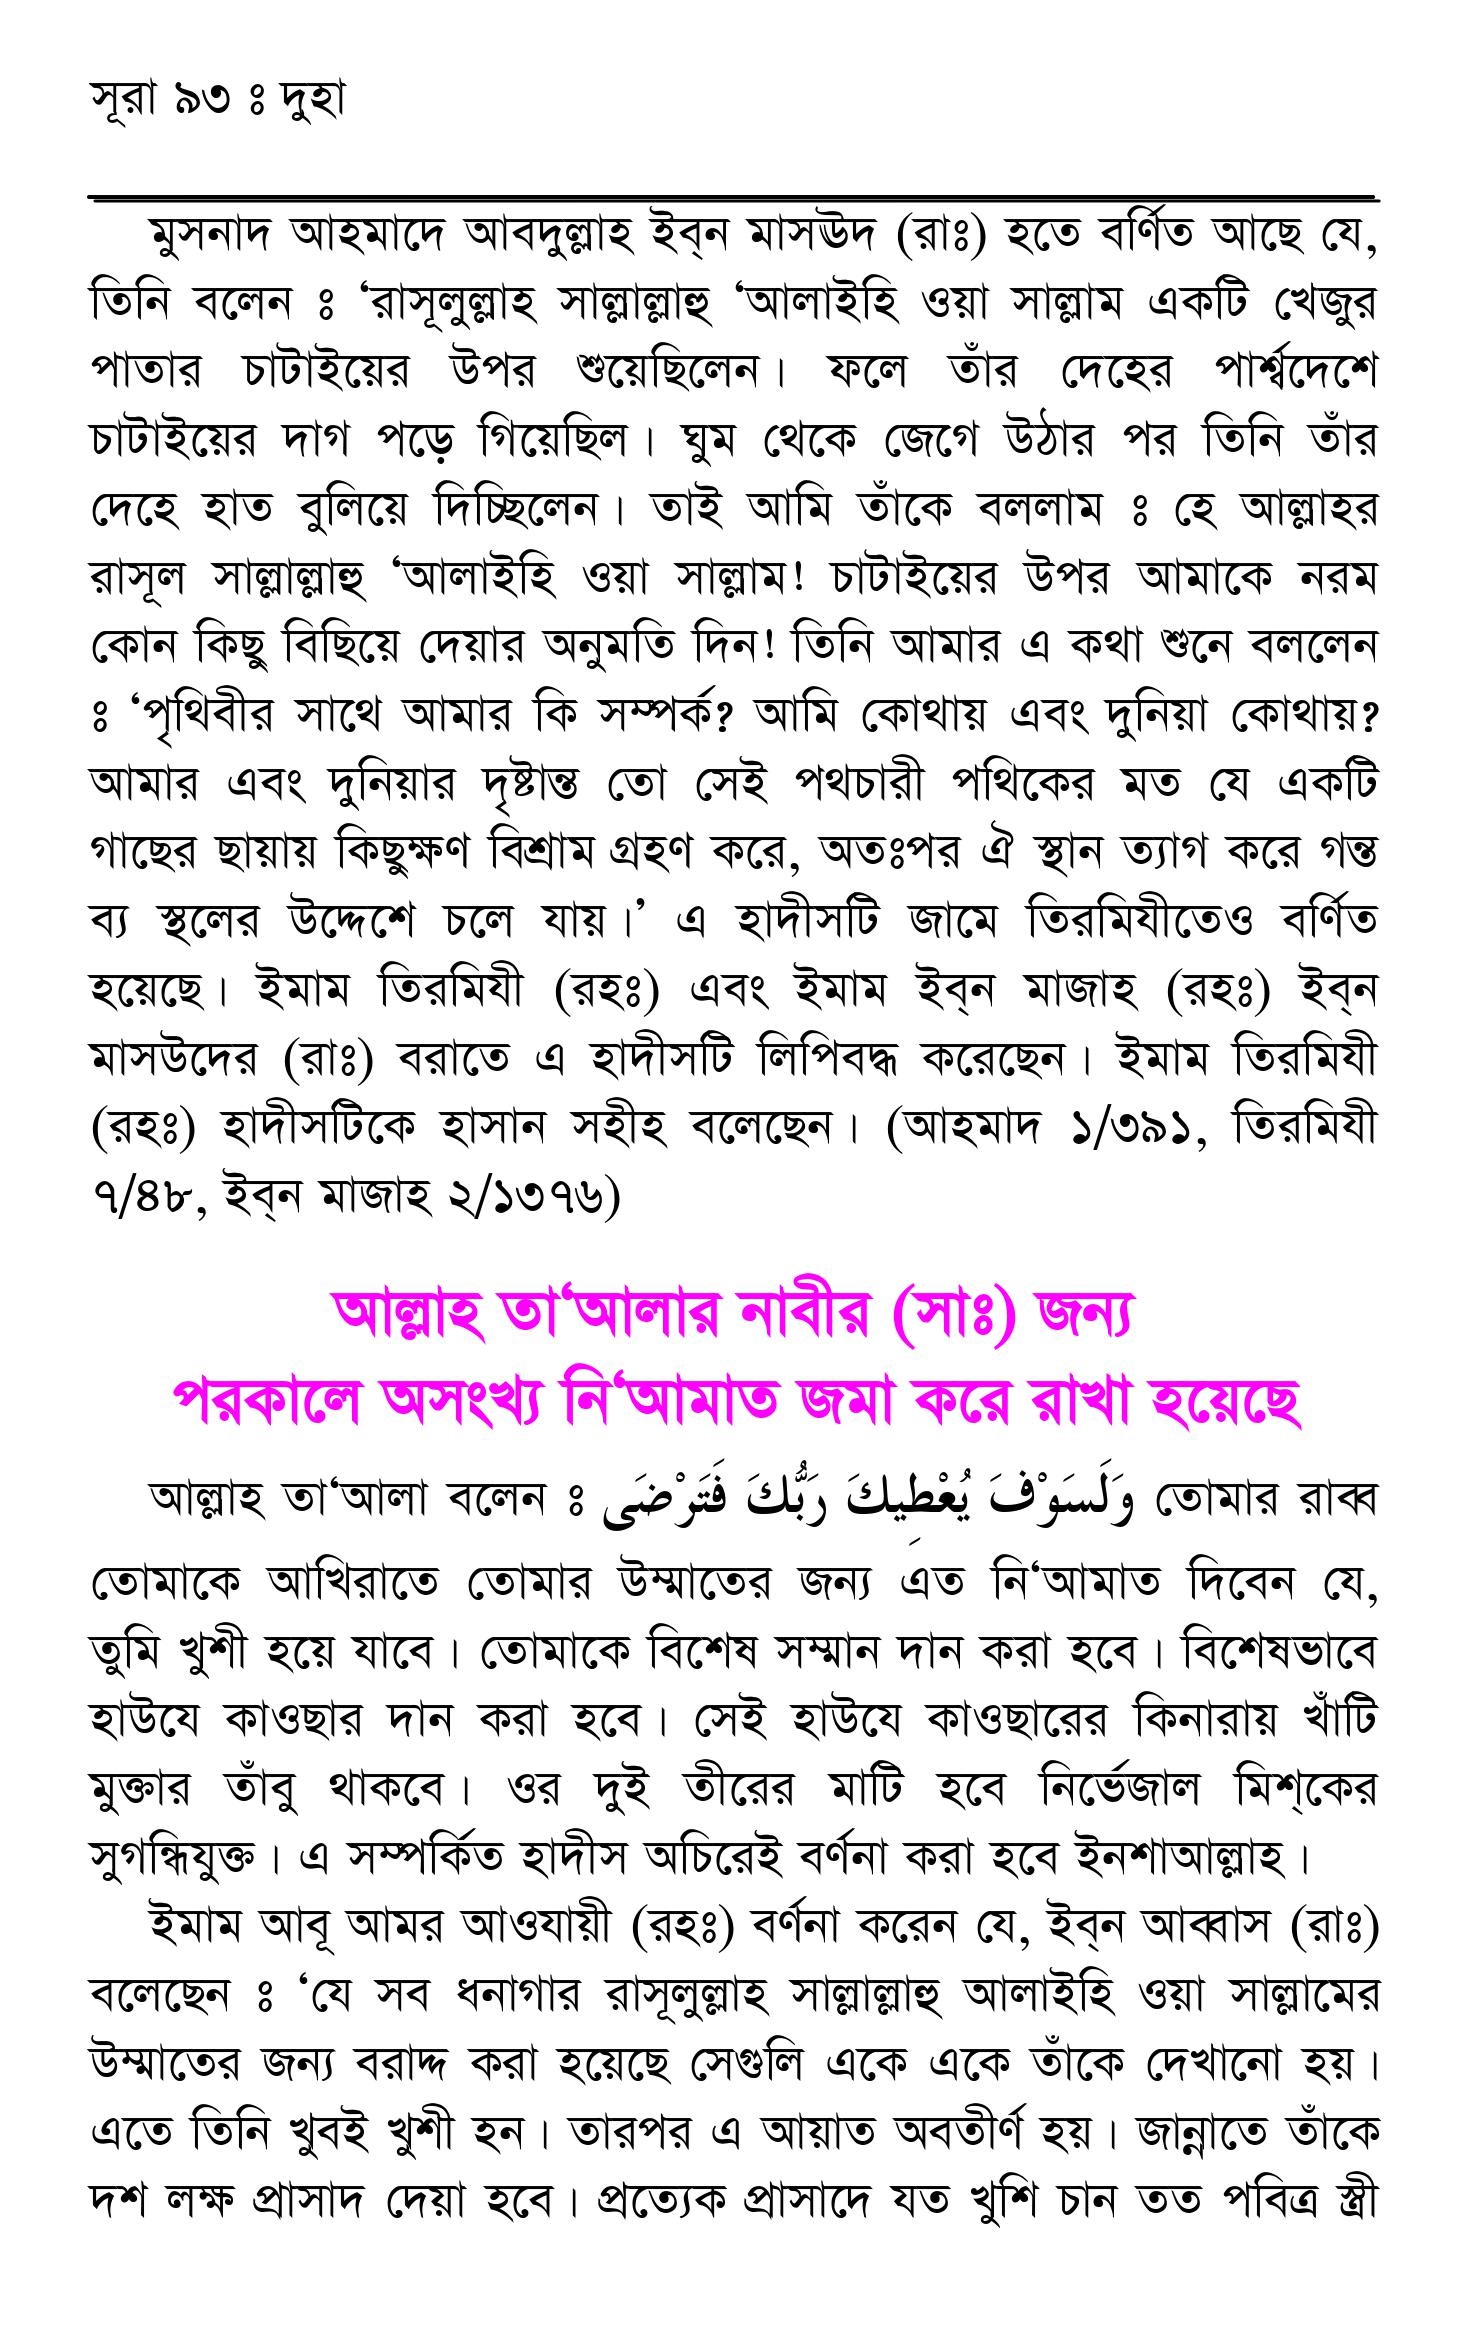 সূরা ৯৩ ঃ দুহা
মুসনাদ আহমাদে আবদুল্লাহ ইব্‌ন মাসঊদ (রাঃ) হতে বর্ণিত আছে যে,
তিনি বলেন ঃ ‘রাসূলুল্লাহ সাল্লাল্লাহু ‘আলাইহি ওয়া সাল্লাম একটি খেজুর
পাতার চাটাইয়ের উপর শুয়েছিলেন। ফলে তাঁর দেহের পার্শ্বদেশে
চাটাইয়ের দাগ পড়ে গিয়েছিল। ঘুম থেকে জেগে উঠার পর তিনি তাঁর
দেহে হাত বুলিয়ে দিচ্ছিলেন। তাই আমি তাঁকে বললাম ঃ হে আল্লাহর
রাসূল সাল্লাল্লাহু ‘আলাইহি ওয়া সাল্লাম! চাটাইয়ের উপর আমাকে নরম
কোন কিছু বিছিয়ে দেয়ার অনুমতি দিন! তিনি আমার এ কথা শুনে বললেন
ঃ ‘পৃথিবীর সাথে আমার কি সম্পর্ক? আমি কোথায় এবং দুনিয়া কোথায়?
আমার এবং দুনিয়ার দৃষ্টান্ত তো সেই পথচারী পথিকের মত যে একটি
গাছের ছায়ায় কিছুক্ষণ বিশ্রাম গ্রহণ করে, অতঃপর ঐ স্থান ত্যাগ করে গন্ত
ব্য স্থলের উদ্দেশে চলে যায়।’ এ হাদীসটি জামে তিরমিযীতেও বর্ণিত
হয়েছে। ইমাম তিরমিযী (রহঃ) এবং ইমাম ইব্‌ন মাজাহ (রহঃ) ইব্‌ন
মাসউদের (রাঃ) বরাতে এ হাদীসটি লিপিবদ্ধ করেছেন। ইমাম তিরমিযী
(রহঃ) হাদীসটিকে হাসান সহীহ বলেছেন। (আহমাদ ১/৩৯১, তিরমিযী
৭/৪৮, ইব্‌ন মাজাহ ২/১৩৭৬)
আল্লাহ তা‘আলার নাবীর (সাঃ) জন্য
পরকালে অসংখ্য নি‘আমাত জমা করে রাখা হয়েছে
আল্লাহ তা‘আলা বলেন ঃ وَلَسَوْفَ يُعْطِيكَ رَبُّكَ فَتَرْضَى তোমার রাব্ব
তোমাকে আখিরাতে তোমার উম্মাতের জন্য এত নি‘আমাত দিবেন যে,
তুমি খুশী হয়ে যাবে। তোমাকে বিশেষ সম্মান দান করা হবে। বিশেষভাবে
হাউযে কাওছার দান করা হবে। সেই হাউযে কাওছারের কিনারায় খাঁটি
মুক্তার তাঁবু থাকবে। ওর দুই তীরের মাটি হবে নির্ভেজাল মিশ্‌কের
সুগন্ধিযুক্ত। এ সম্পর্কিত হাদীস অচিরেই বর্ণনা করা হবে ইনশাআল্লাহ।
ইমাম আবূ আমর আওযায়ী (রহঃ) বর্ণনা করেন যে, ইব্‌ন আব্বাস (রাঃ)
বলেছেন ঃ ‘যে সব ধনাগার রাসূলুল্লাহ সাল্লাল্লাহু আলাইহি ওয়া সাল্লামের
উম্মাতের জন্য বরাদ্দ করা হয়েছে সেগুলি একে একে তাঁকে দেখানো হয়।
এতে তিনি খুবই খুশী হন। তারপর এ আয়াত অবতীর্ণ হয়। জান্নাতে তাঁকে
দশ লক্ষ প্রাসাদ দেয়া হবে। প্রত্যেক প্রাসাদে যত খুশি চান তত পবিত্র স্ত্রী